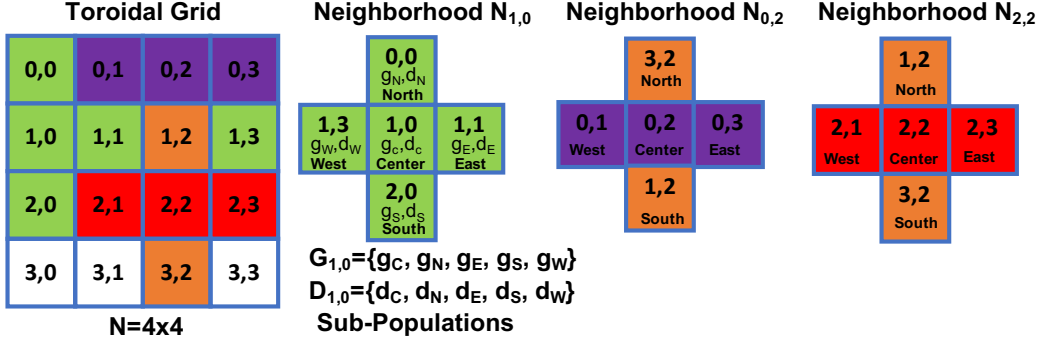 Toroidal Grid
0,0 0,1 0,2 0,3
1,0 1,1 1,2 1,3
2,0 2,1 2,2 2,3
3,0 3,1 3,2 3,3
N=4x4
Neighborhood N1,0
0,0
gN,dN
North
1,3 1,0 1,1
gW,dW gc,dc gE,dE
West Center East
2,0
gS,dS
South
G1,0={gC, gN, gE, gS, gW}
D1,0={dC, dN, dE, dS, dW}
Sub-Populations
Neighborhood N0,2
3,2
North
0,1 0,2 0,3
West Center East
1,2
South
Neighborhood N2,2
1,2
North
2,1 2,2 2,3
West Center East
3,2
South